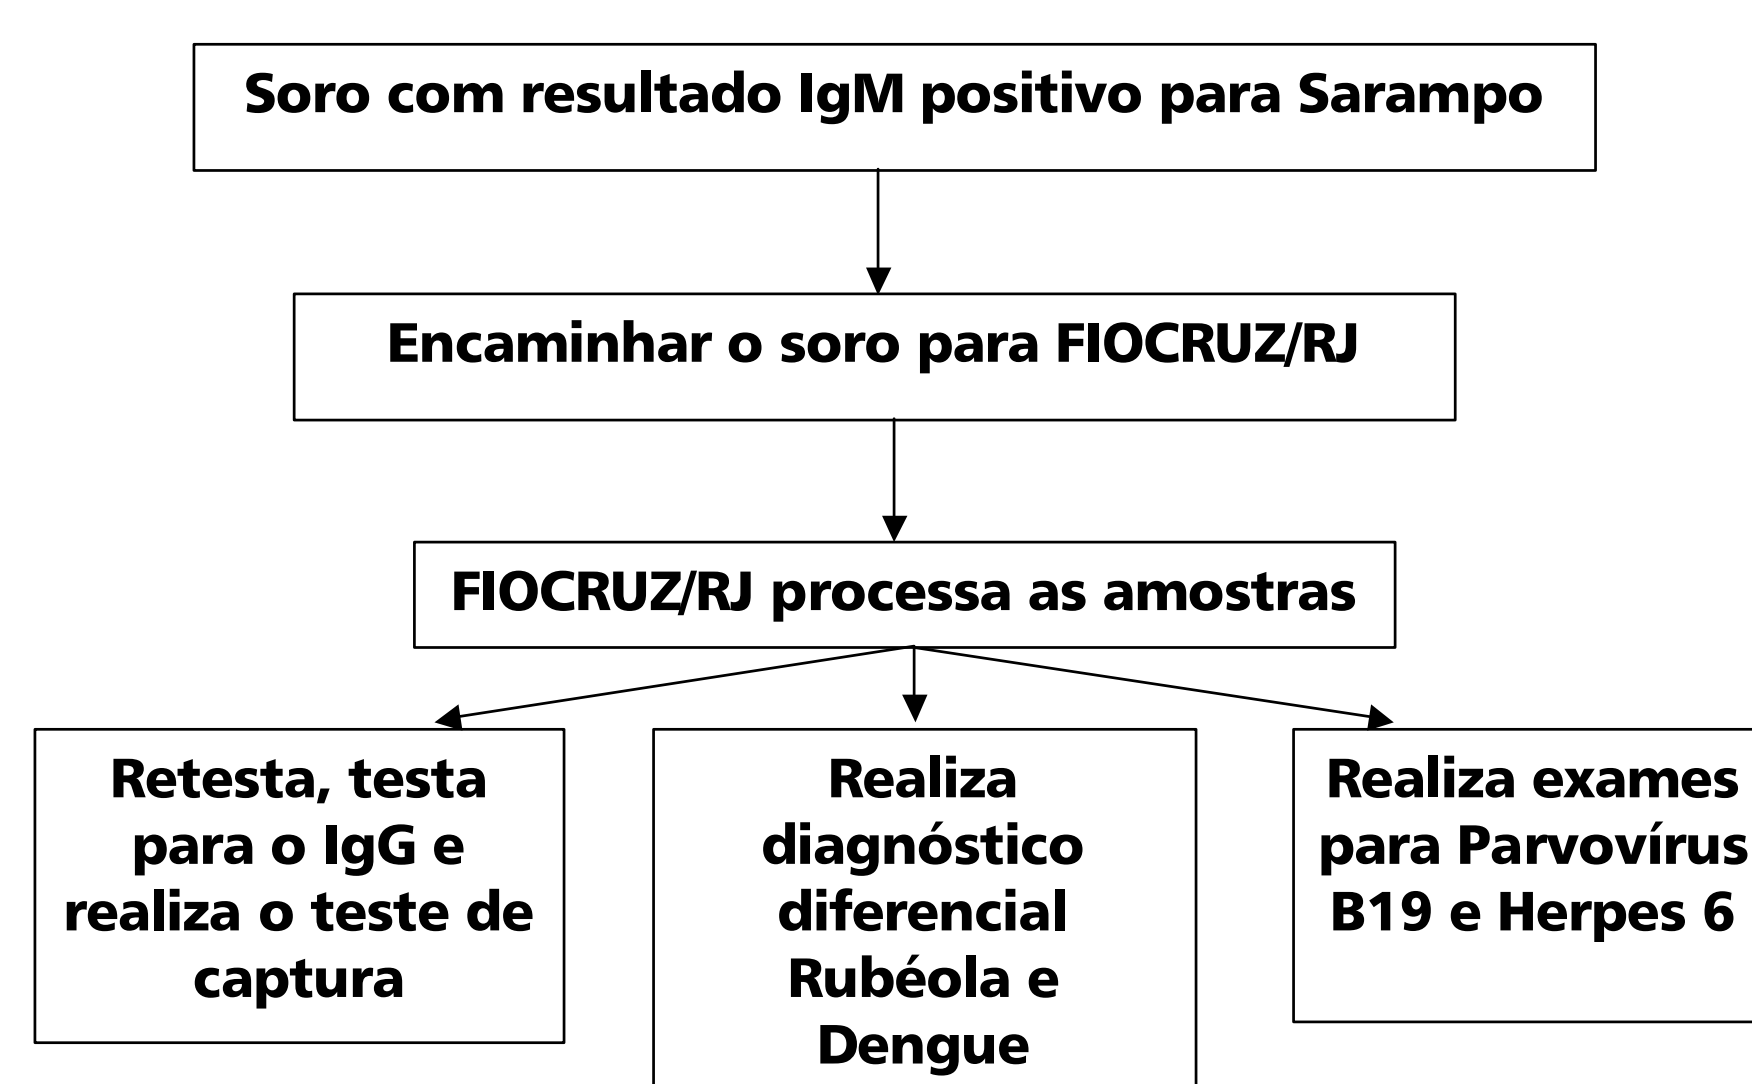 Soro com resultado IgM positivo para Sarampo
Encaminhar o soro para FIOCRUZ/RJ
FIOCRUZ/RJ processa as amostras
Retesta, testa
para o IgG e
realiza o teste de
captura
Realiza
diagnóstico
diferencial
Rubéola e
Dengue
Realiza exames
para Parvovírus
B19 e Herpes 6